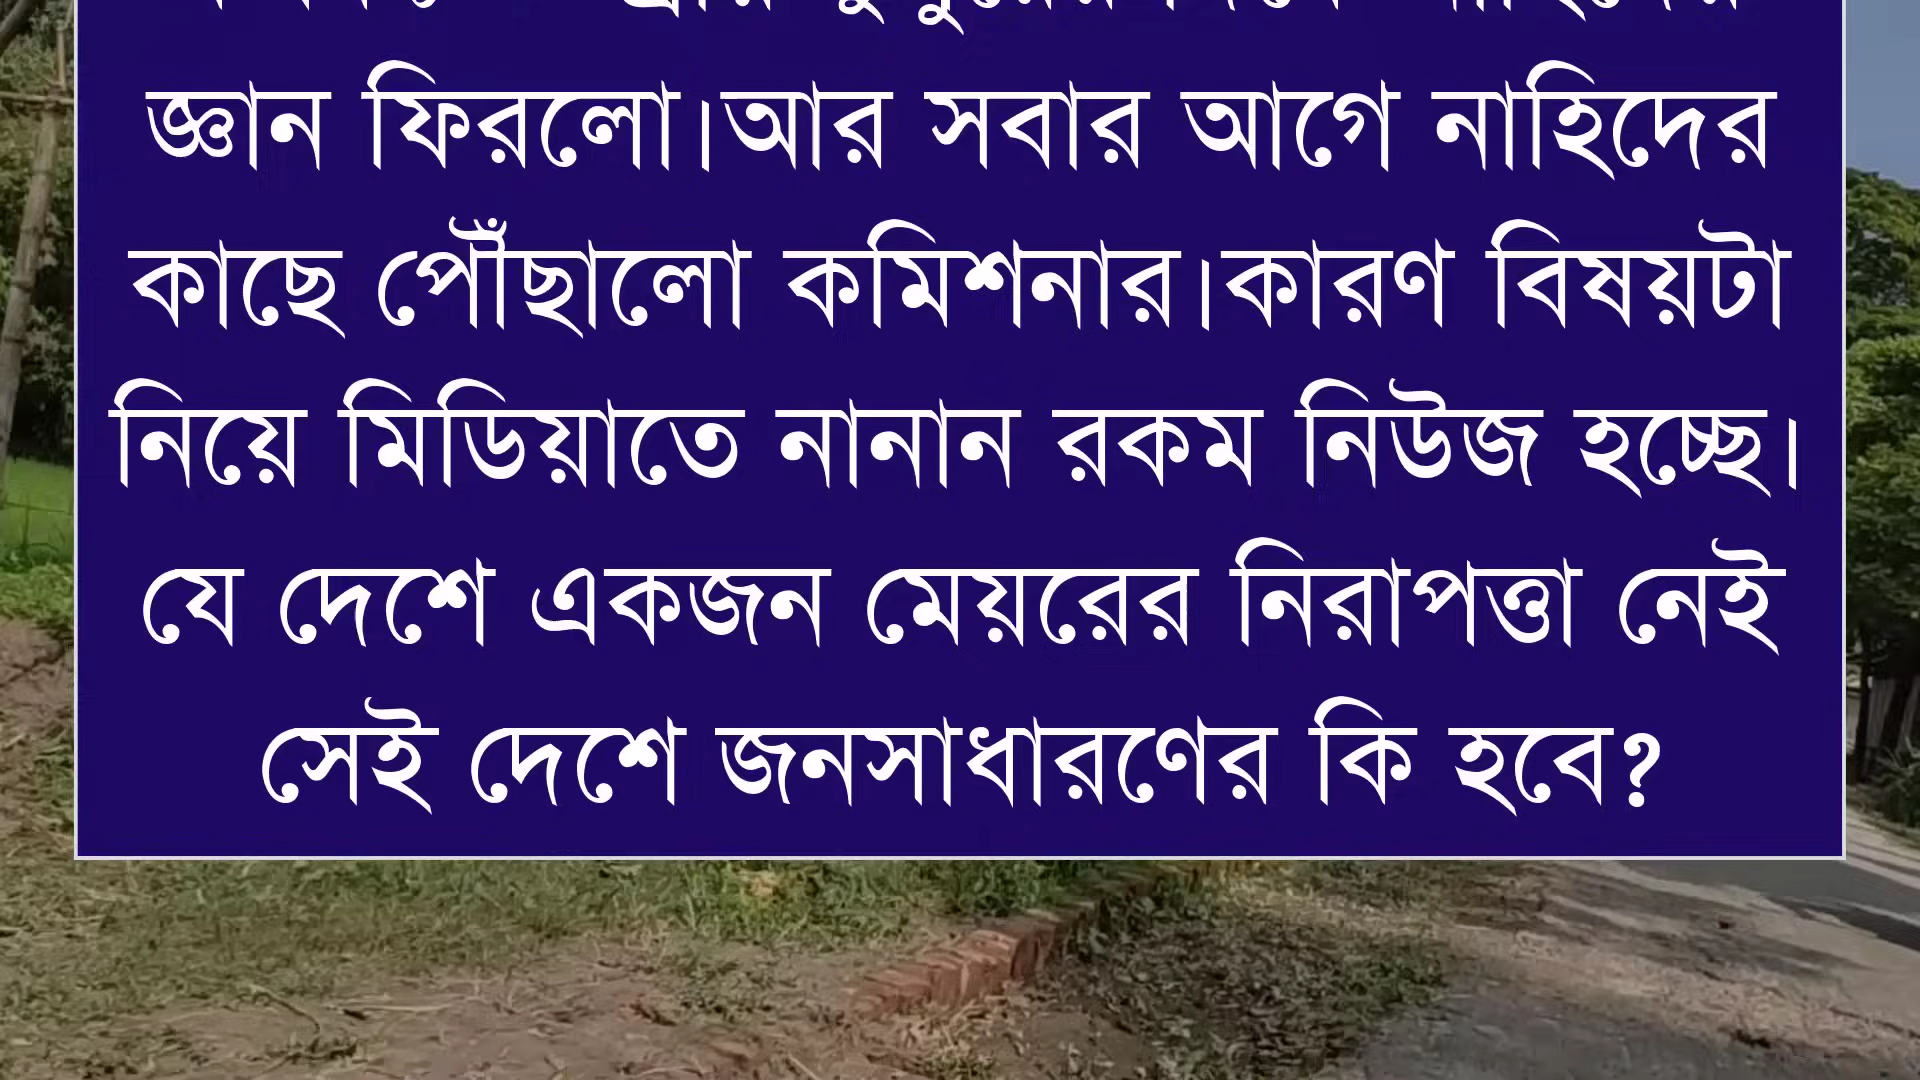 জ্ঞান ফিরলো।আর সবার আগে নাহিদের
কাছে পৌঁছালো কমিশনার।কারণ বিষয়টা
নিয়ে মিডিয়াতে নানান রকম নিউজ হচ্ছে।
যে দেশে একজন মেয়রের নিরাপত্তা নেই
সেই দেশে জনসাধারণের কি হবে?